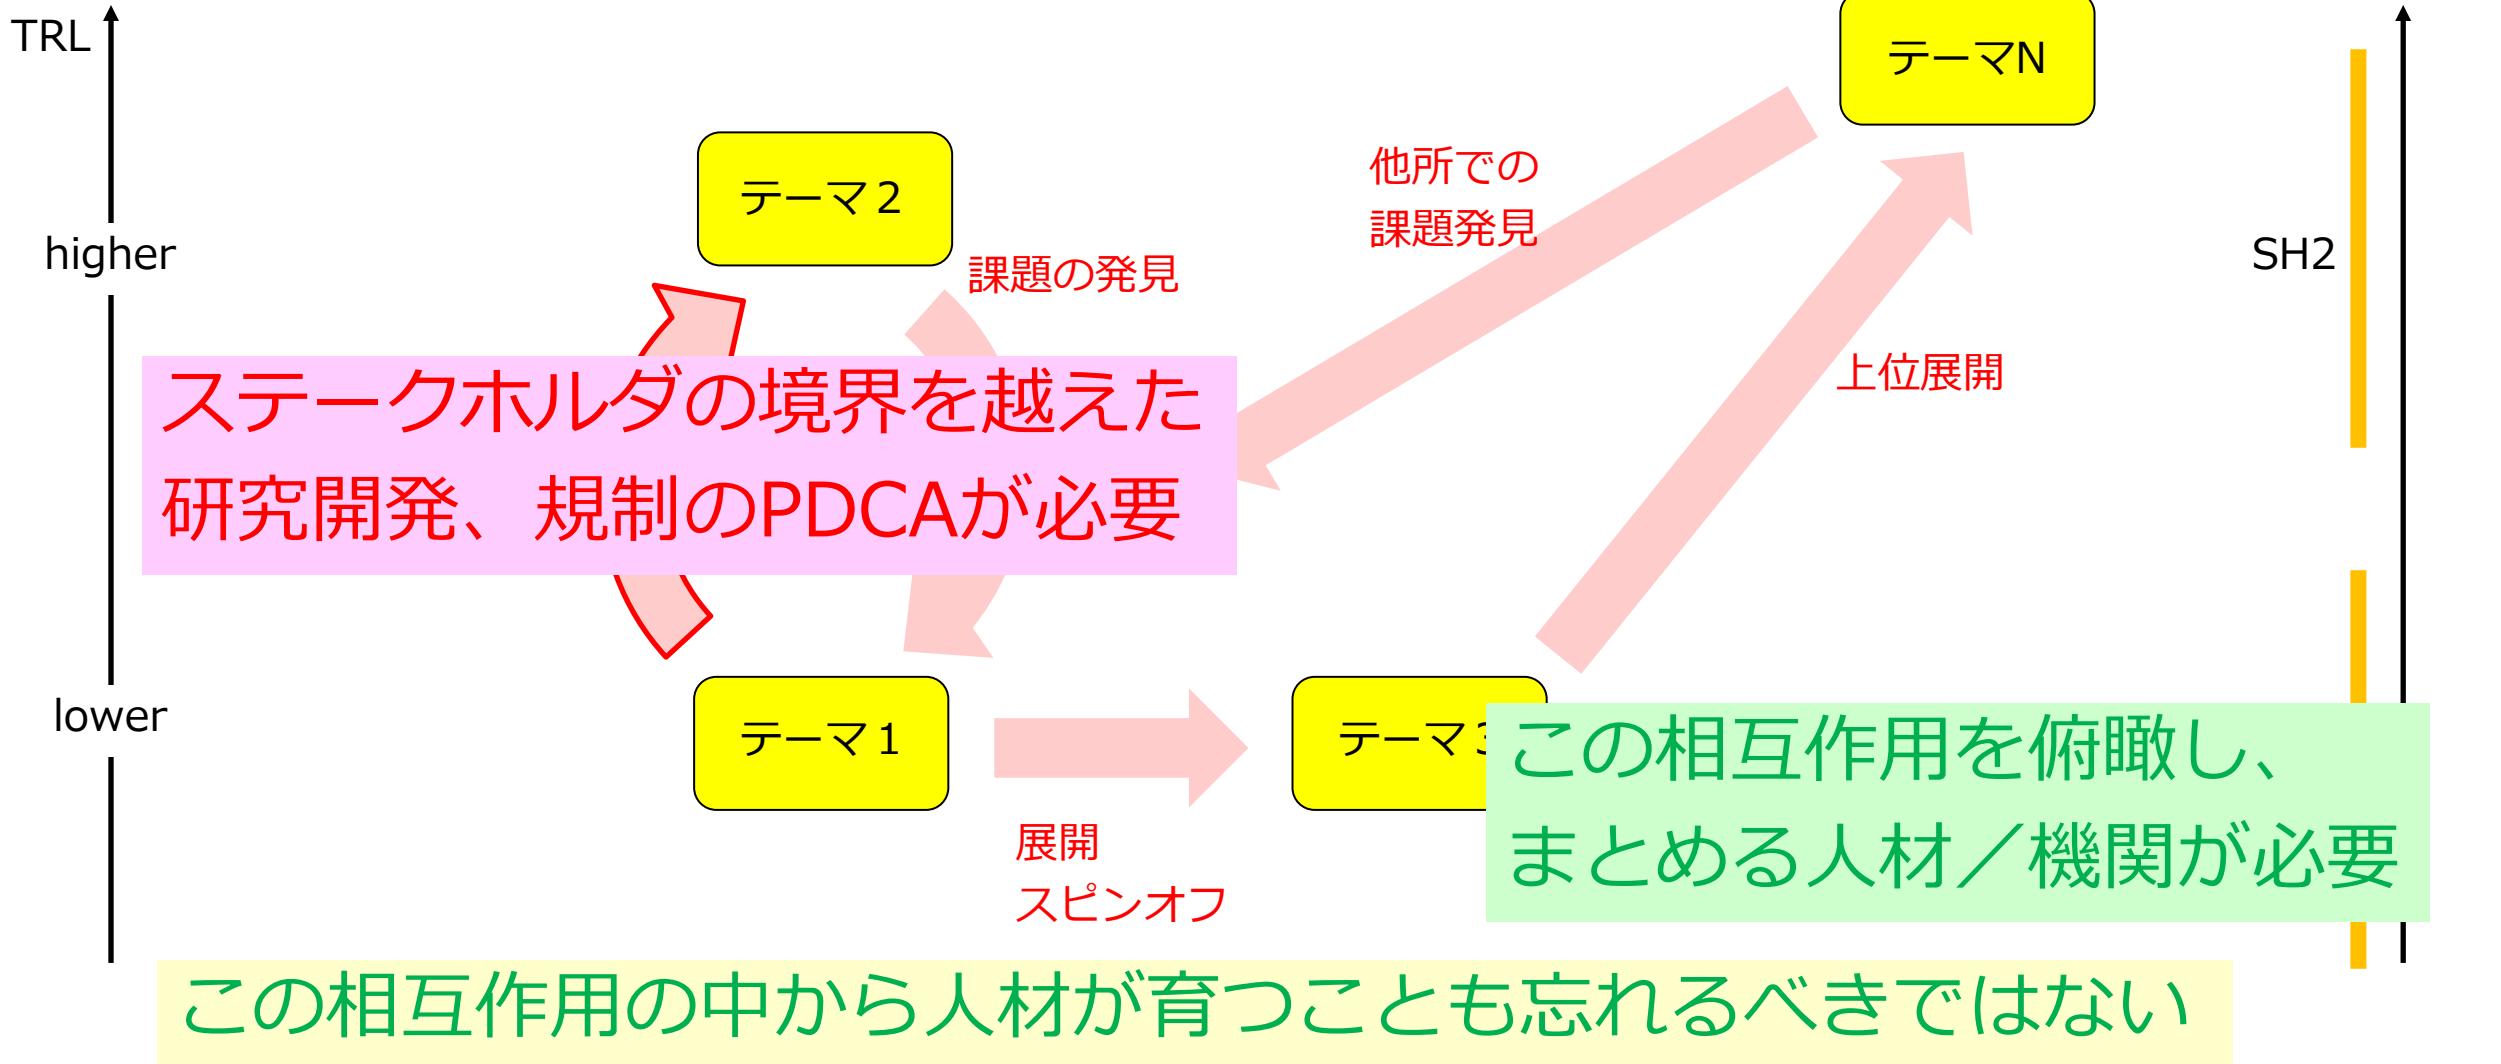 TRL
テーマN
他所での
課題発見
テーマ２
higher
SH2
課題の発見
上位展開
ステークホルダの境界を越えた
研究開発、規制のPDCAが必要
lower
テーマ１
テーマ3
この相互作用を俯瞰し、
まとめる人材／機関が必要
展開
スピンオフ
この相互作用の中から人材が育つことも忘れるべきではない